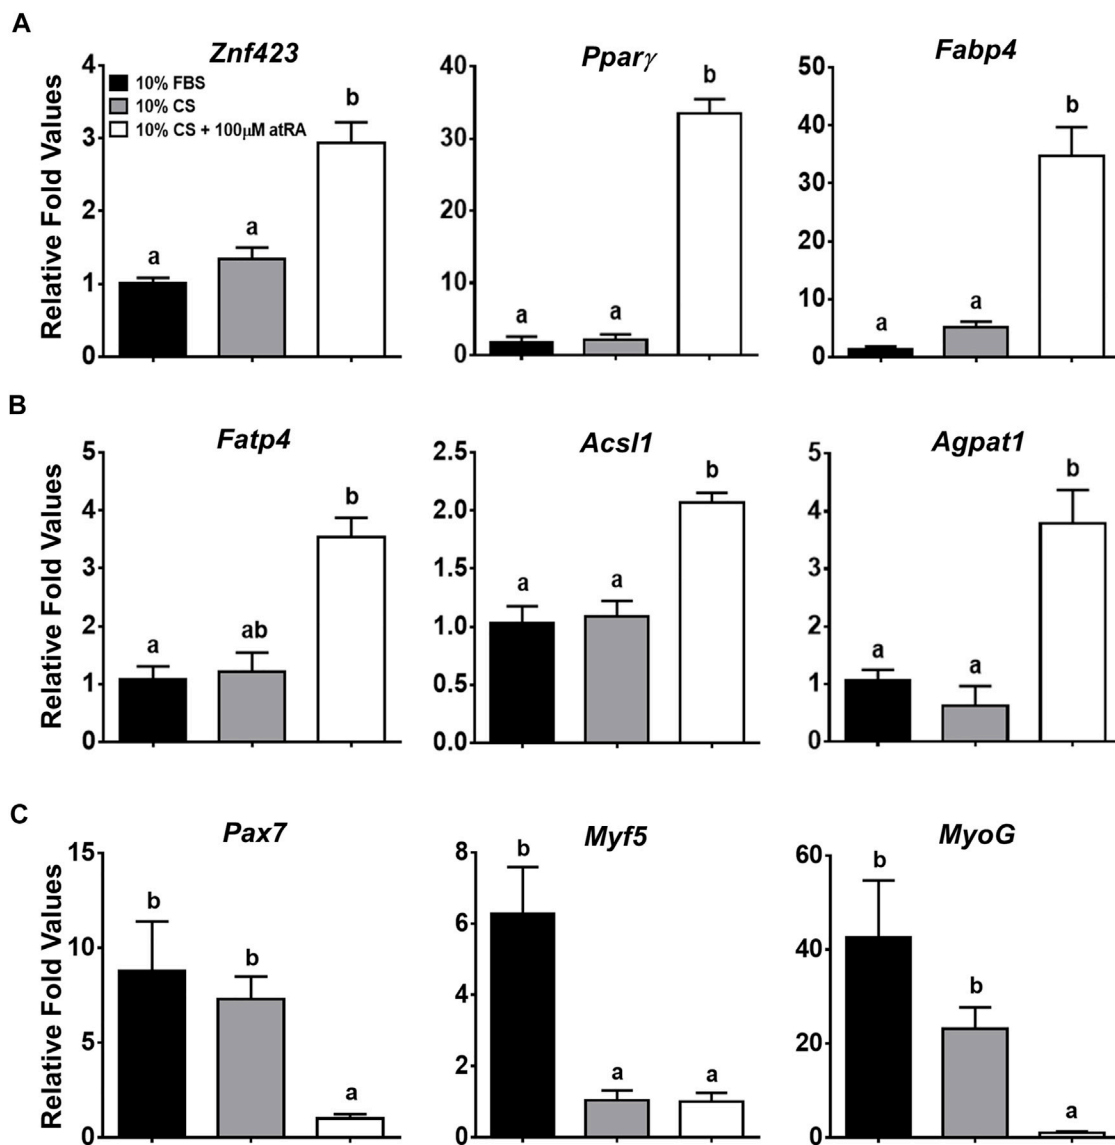 A
Znf423
Pparγ
Fabp4
Relative Fold Values
4
3
2
1
0
10% FBS
10% CS
10% CS + 100μM atRA
a
a
b
40
30
20
10
0
a
a
b
50
40
30
20
10
0
a
a
b
B
Fatp4
Acsl1
Agpat1
Relative Fold Values
5
4
3
2
1
0
a
ab
b
2.5
2.0
1.5
1.0
0.5
0.0
a
a
b
5
4
3
2
1
0
a
a
b
C
Pax7
Myf5
MyoG
Relative Fold Values
15
10
5
0
b
b
a
8
6
4
2
0
b
a
a
60
40
20
0
b
b
a